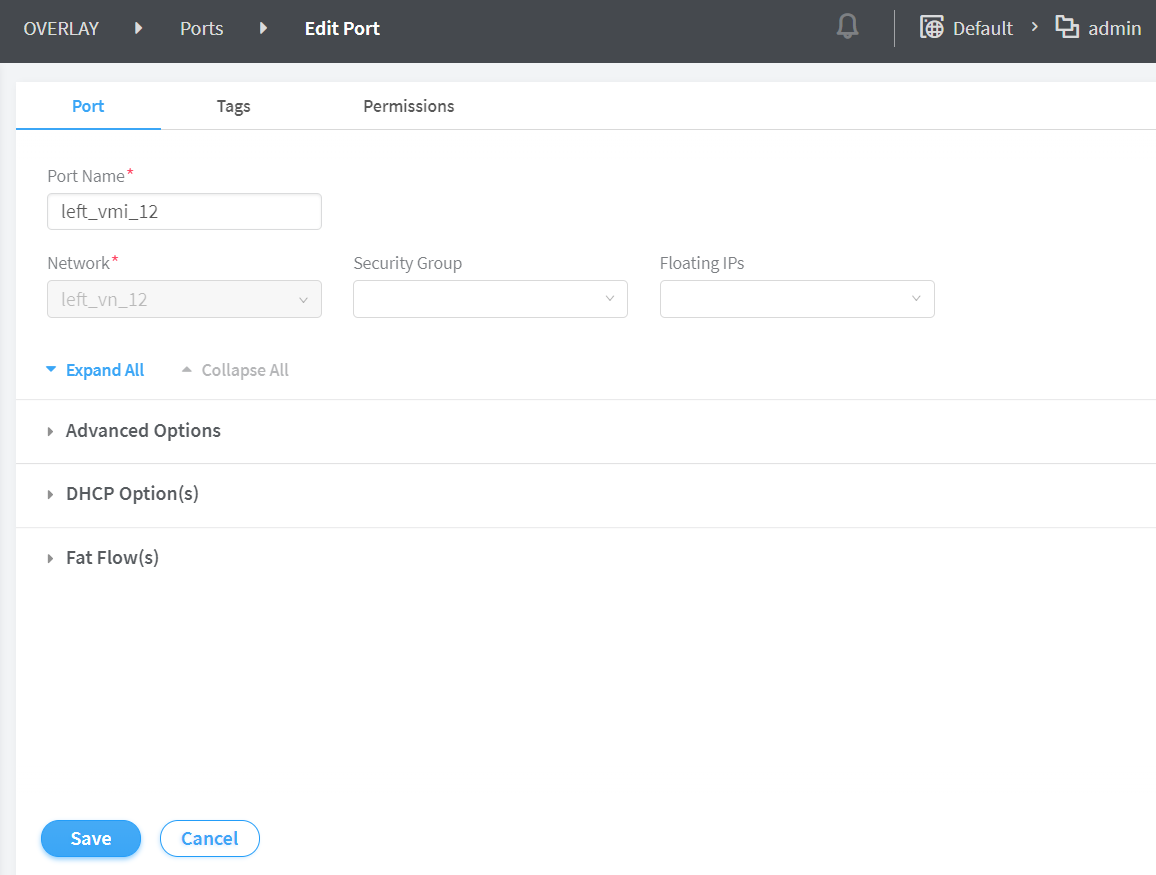 OVERLAY Ports Edit Port Default admin
Port Tags Permissions
Port Name*
left_vmi_12
Network* Security Group Floating IPs
left_vn_12
Expand All Collapse All
Advanced Options
DHCP Option(s)
Fat Flow(s)
Save Cancel